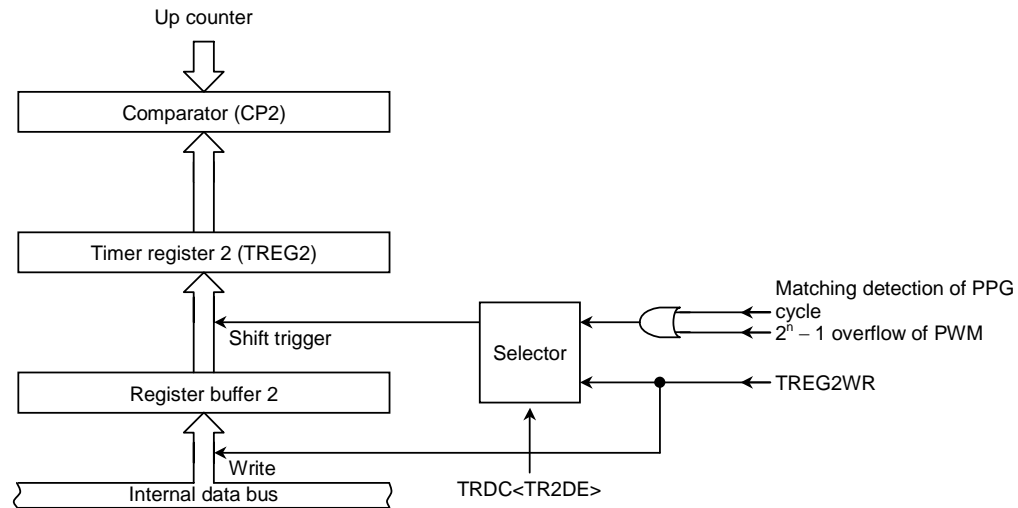 Up counter
Comparator (CP2)
Timer register 2 (TREG2)
Matching detection of PPG
cycle
2ⁿ – 1 overflow of PWM
Shift trigger
Selector
Register buffer 2
TREG2WR
Write
Internal data bus
TRDC<TR2DE>